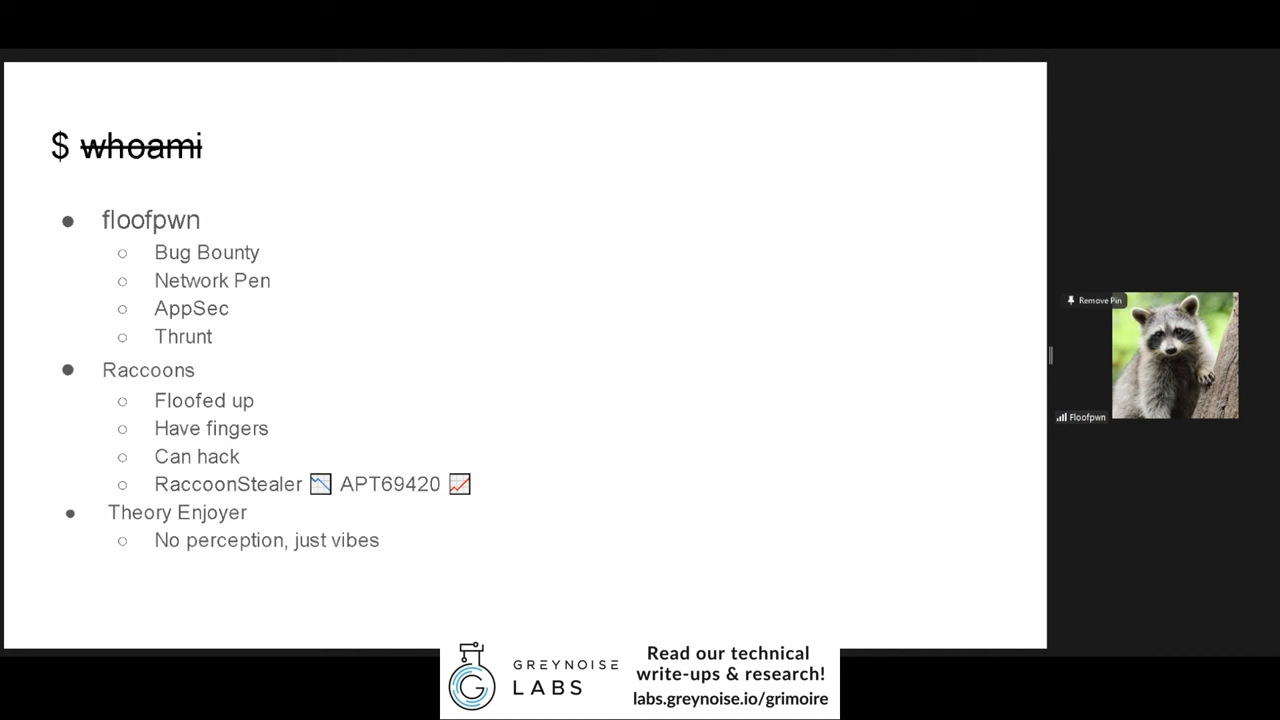 $ whoami
floofpwn
Bug Bounty
Network Pen
AppSec
Thrunt
Raccoons
Floofed up
Have fingers
Can hack
RaccoonStealer 📉 APT69420 📈
Theory Enjoyer
No perception, just vibes
Remove Pin
Floofpwn
G
GREYNOISE
LABS
Read our technical
write-ups & research!
labs.greynoise.io/grimoire